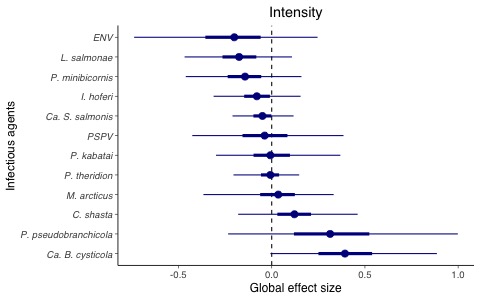 Intensity
Infectious agents
ENV
L. salmonae
P. minibicornis
I. hoferi
Ca. S. salmonis
PSPV
P. kabatai
P. theridion
M. arcticus
C. shasta
P. pseudobranchicola
Ca. B. cysticola
-0.5 0.0 0.5 1.0
Global effect size